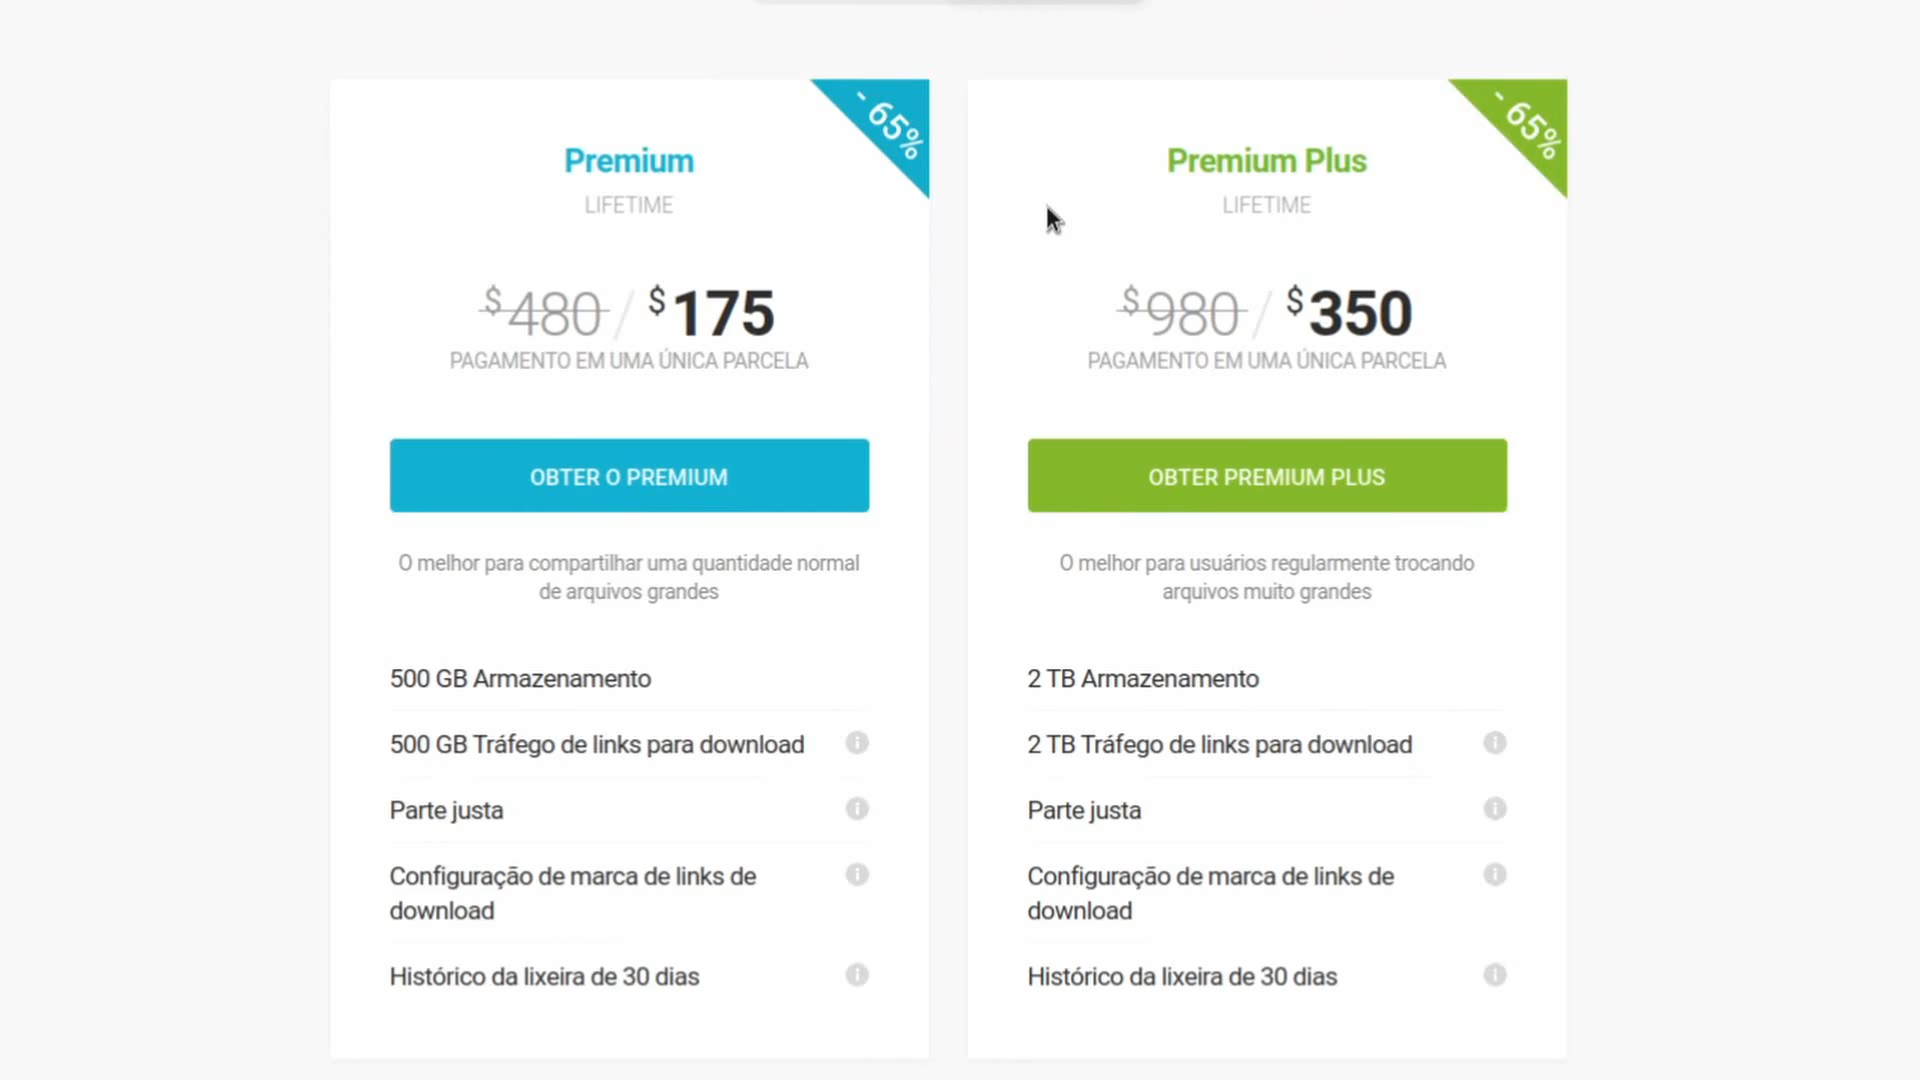 - 65%
Premium
LIFETIME
$480 / $175
PAGAMENTO EM UMA ÚNICA PARCELA
OBTER O PREMIUM
O melhor para compartilhar uma quantidade normal
de arquivos grandes
500 GB Armazenamento
500 GB Tráfego de links para download
Parte justa
Configuração de marca de links de
download
Histórico da lixeira de 30 dias
- 65%
Premium Plus
LIFETIME
$980 / $350
PAGAMENTO EM UMA ÚNICA PARCELA
OBTER PREMIUM PLUS
O melhor para usuários regularmente trocando
arquivos muito grandes
2 TB Armazenamento
2 TB Tráfego de links para download
Parte justa
Configuração de marca de links de
download
Histórico da lixeira de 30 dias